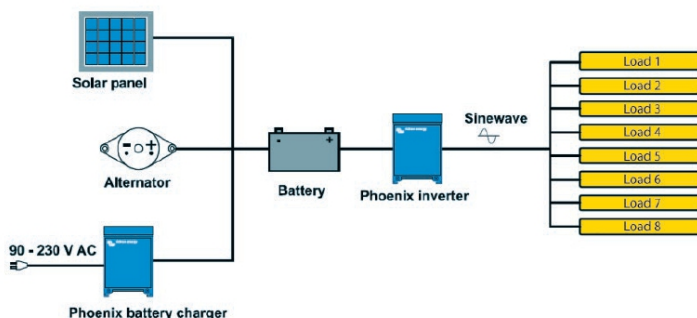 Solar panel
- +
Alternator
90 - 230 V AC
Phoenix battery charger
- +
Battery
Phoenix inverter
Sinewave
Load 1
Load 2
Load 3
Load 4
Load 5
Load 6
Load 7
Load 8